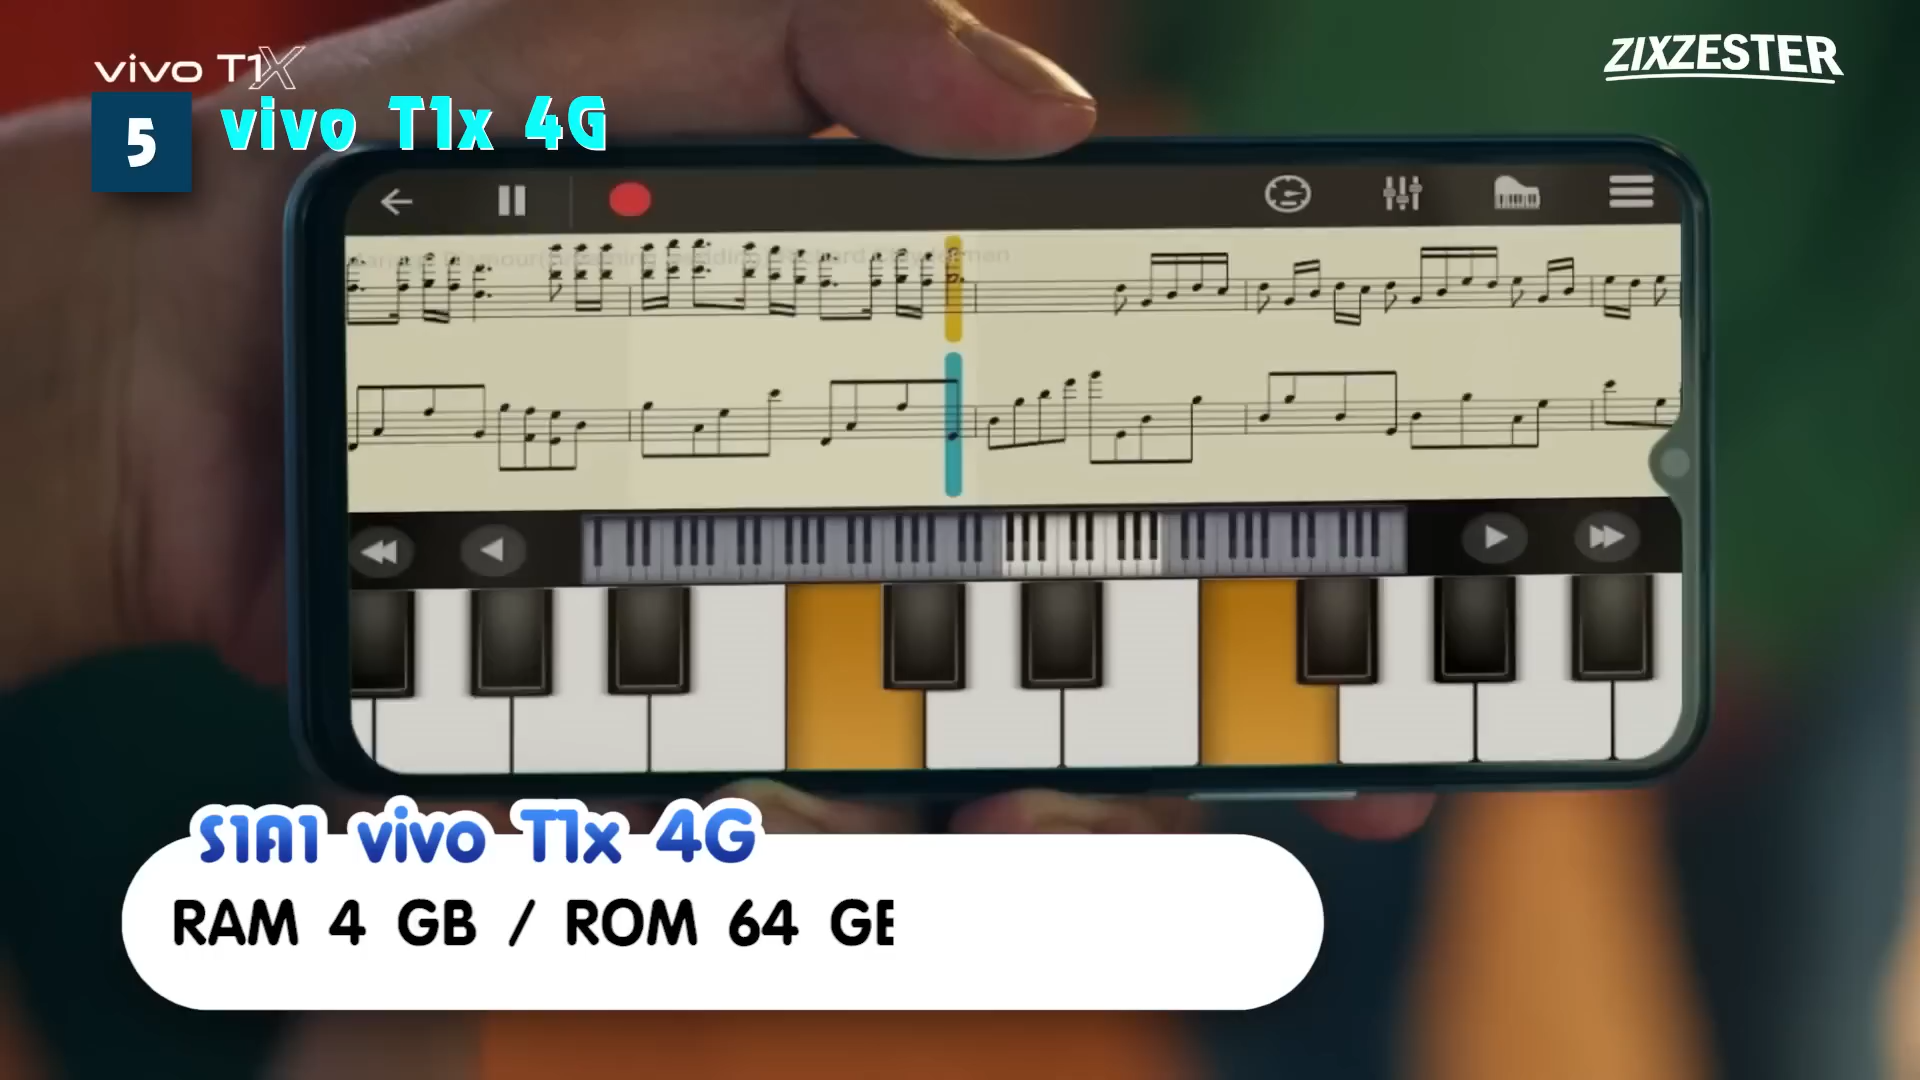 vivo T1X
ZIXZESTER
5
vivo T1x 4G
ราคา vivo T1x 4G
RAM 4 GB / ROM 64 GB